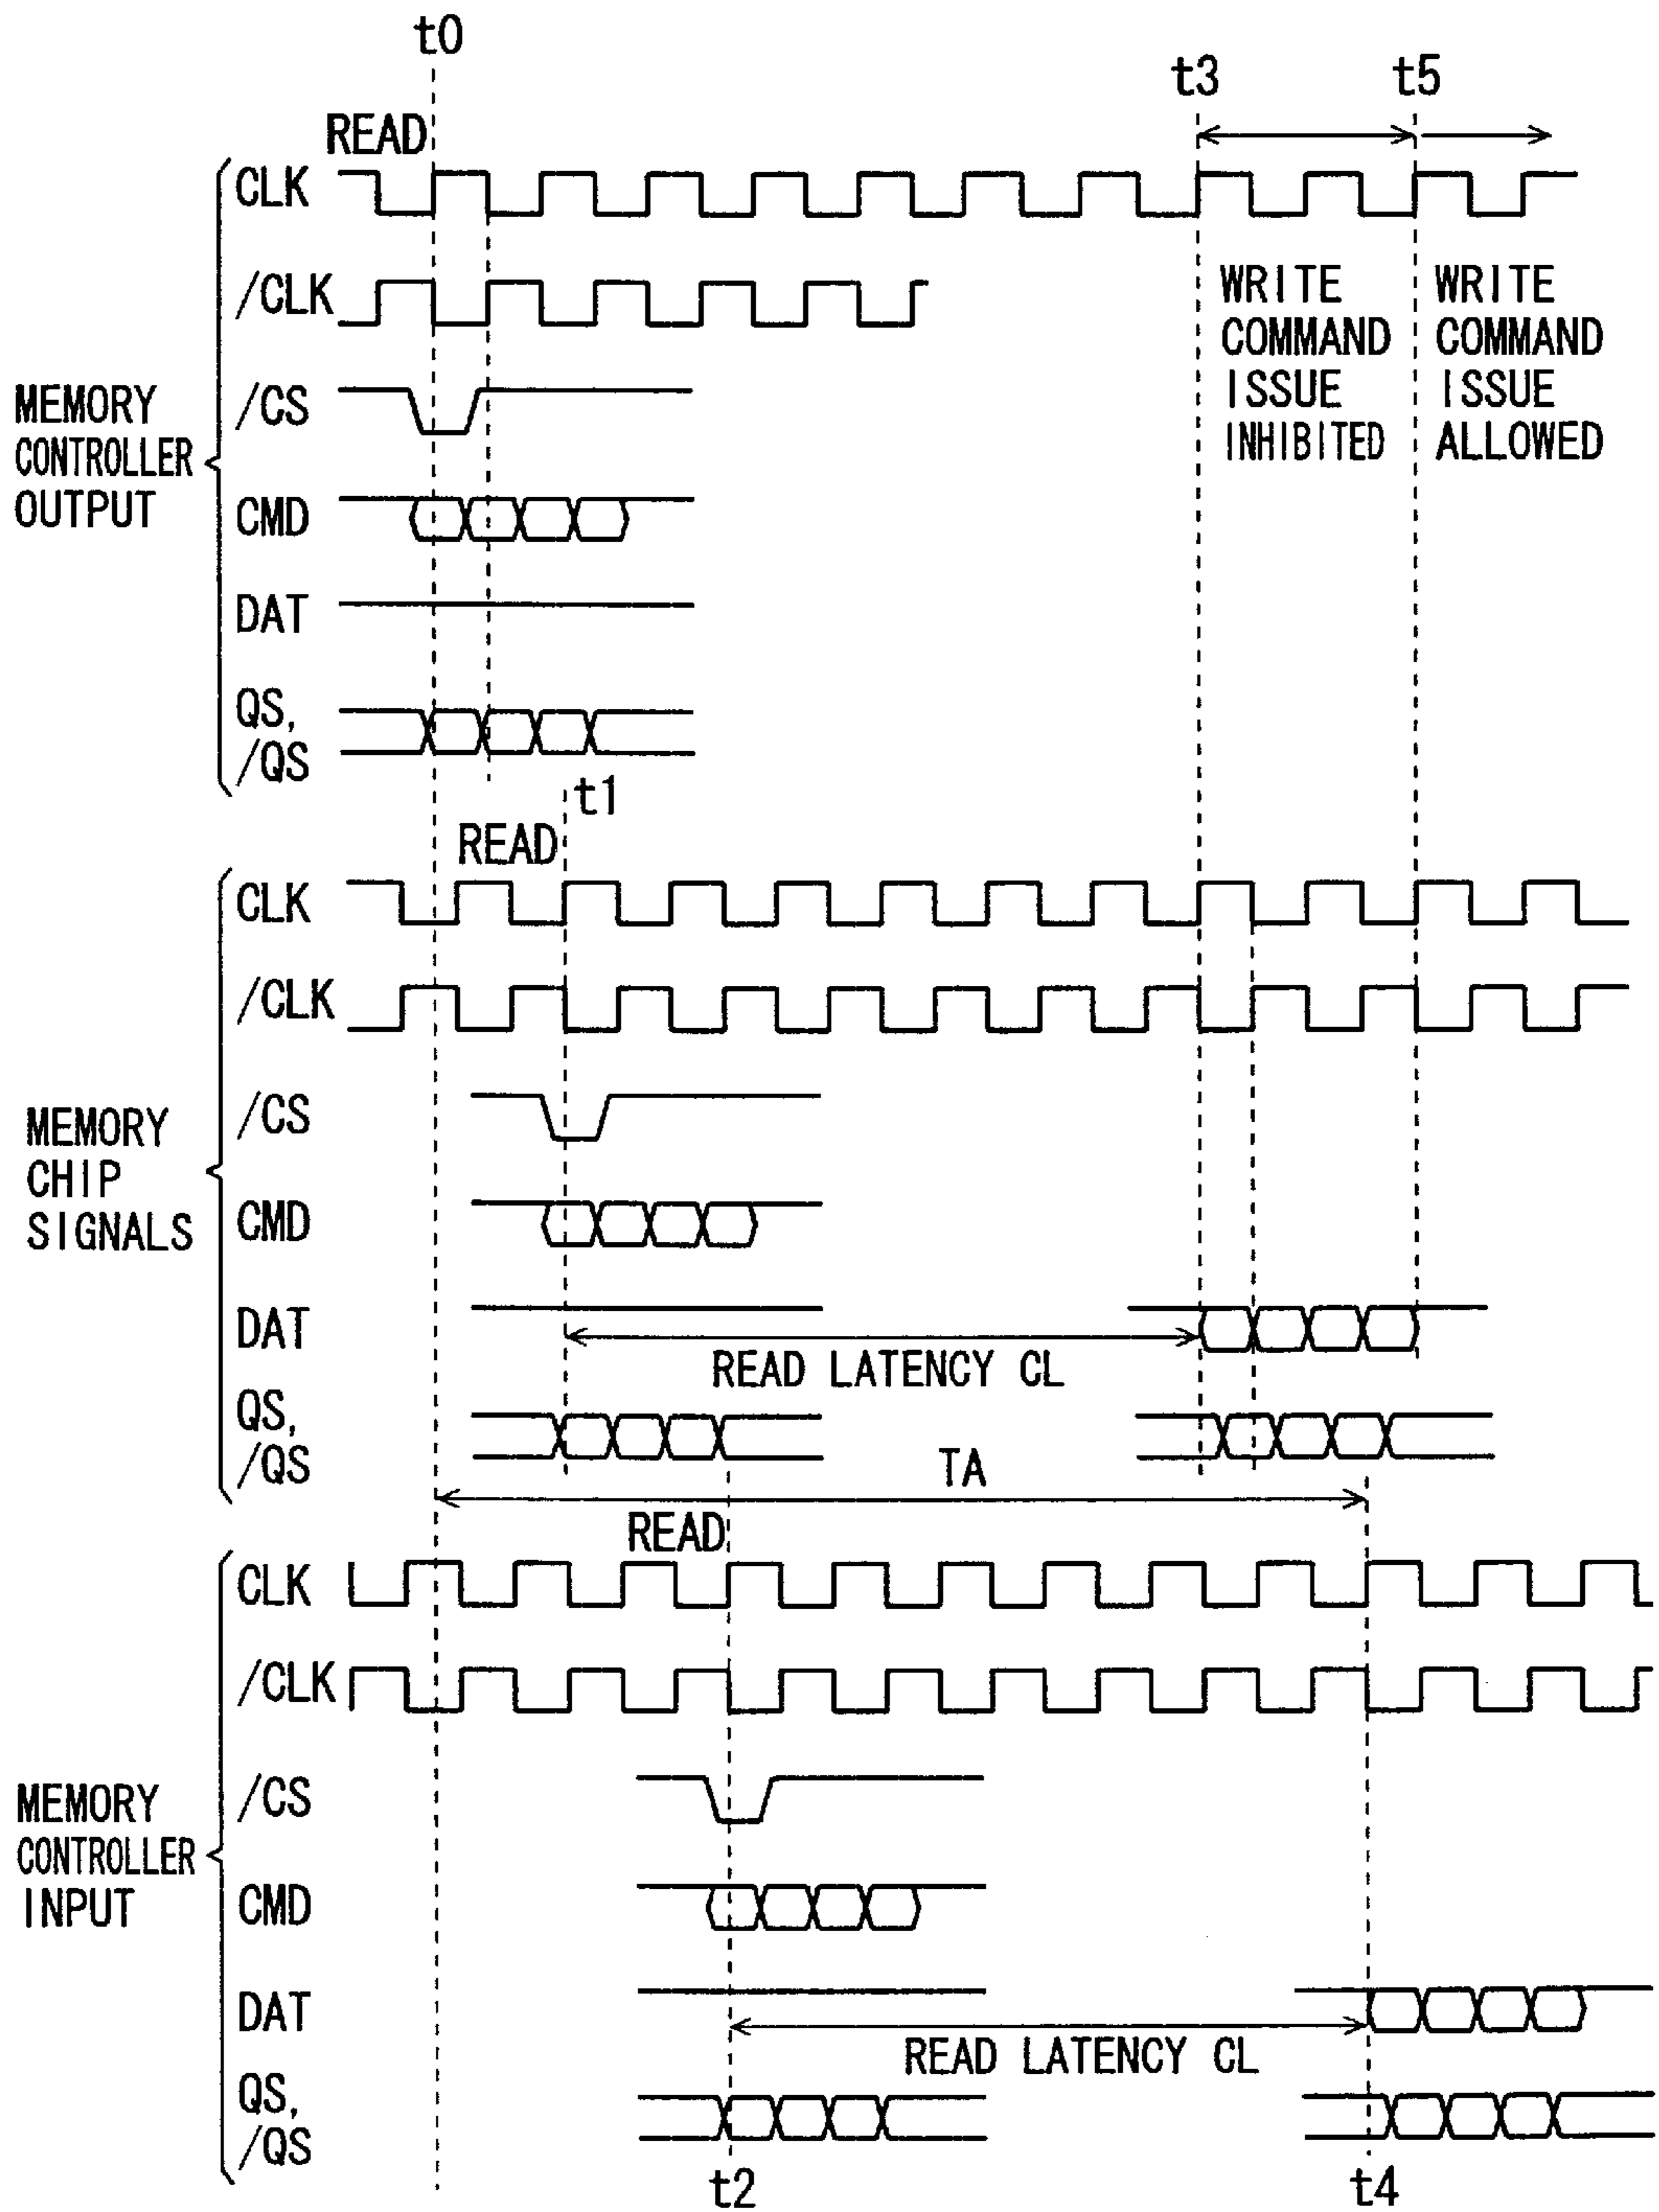 t0
t3
t5
READ
CLK
/CLK
WRITE
COMMAND
ISSUE
INHIBITED
WRITE
COMMAND
ISSUE
ALLOWED
/CS
MEMORY
CONTROLLER
OUTPUT
CMD
DAT
QS,
/QS
t1
READ
CLK
/CLK
/CS
MEMORY
CHIP
SIGNALS
CMD
DAT
READ LATENCY CL
QS,
/QS
TA
READ
CLK
/CLK
/CS
MEMORY
CONTROLLER
INPUT
CMD
DAT
READ LATENCY CL
QS,
/QS
t2
t4